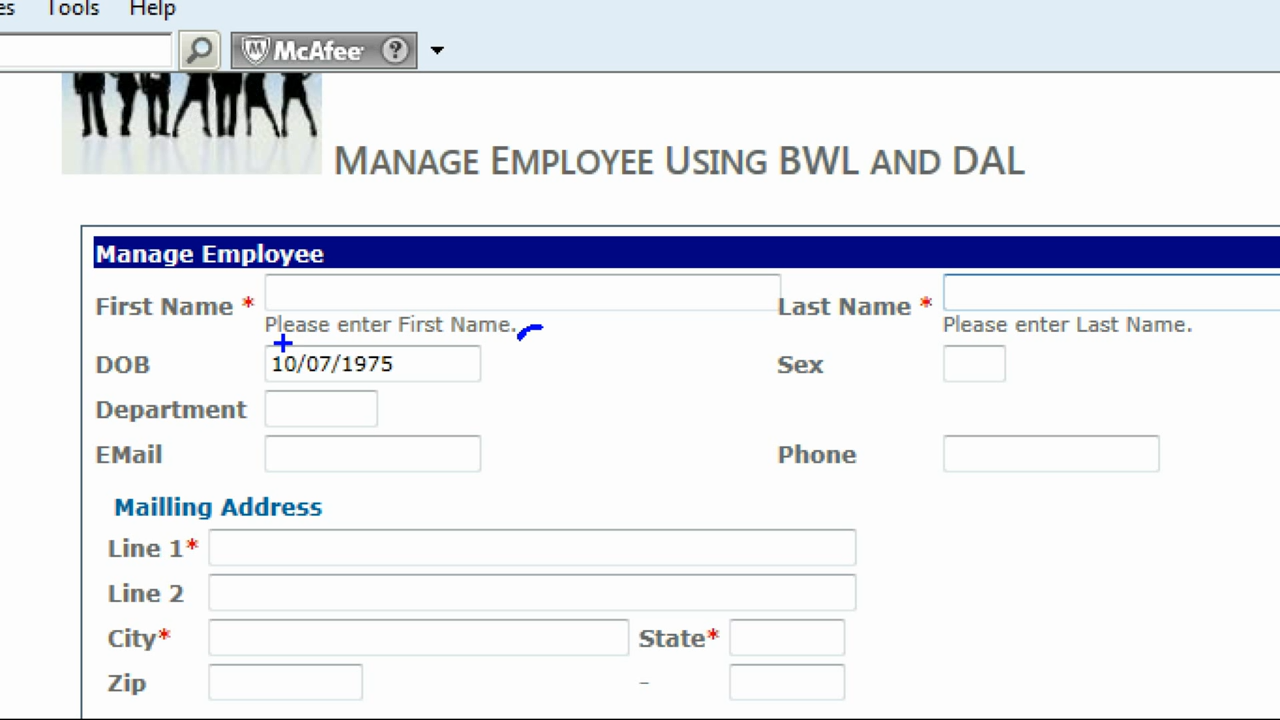 es Tools Help
McAfee ?
MANAGE EMPLOYEE USING BWL AND DAL
Manage Employee
First Name * Last Name *
Please enter First Name. Please enter Last Name.
DOB 10/07/1975 Sex
Department
EMail Phone
Mailling Address
Line 1*
Line 2
City* State*
Zip –